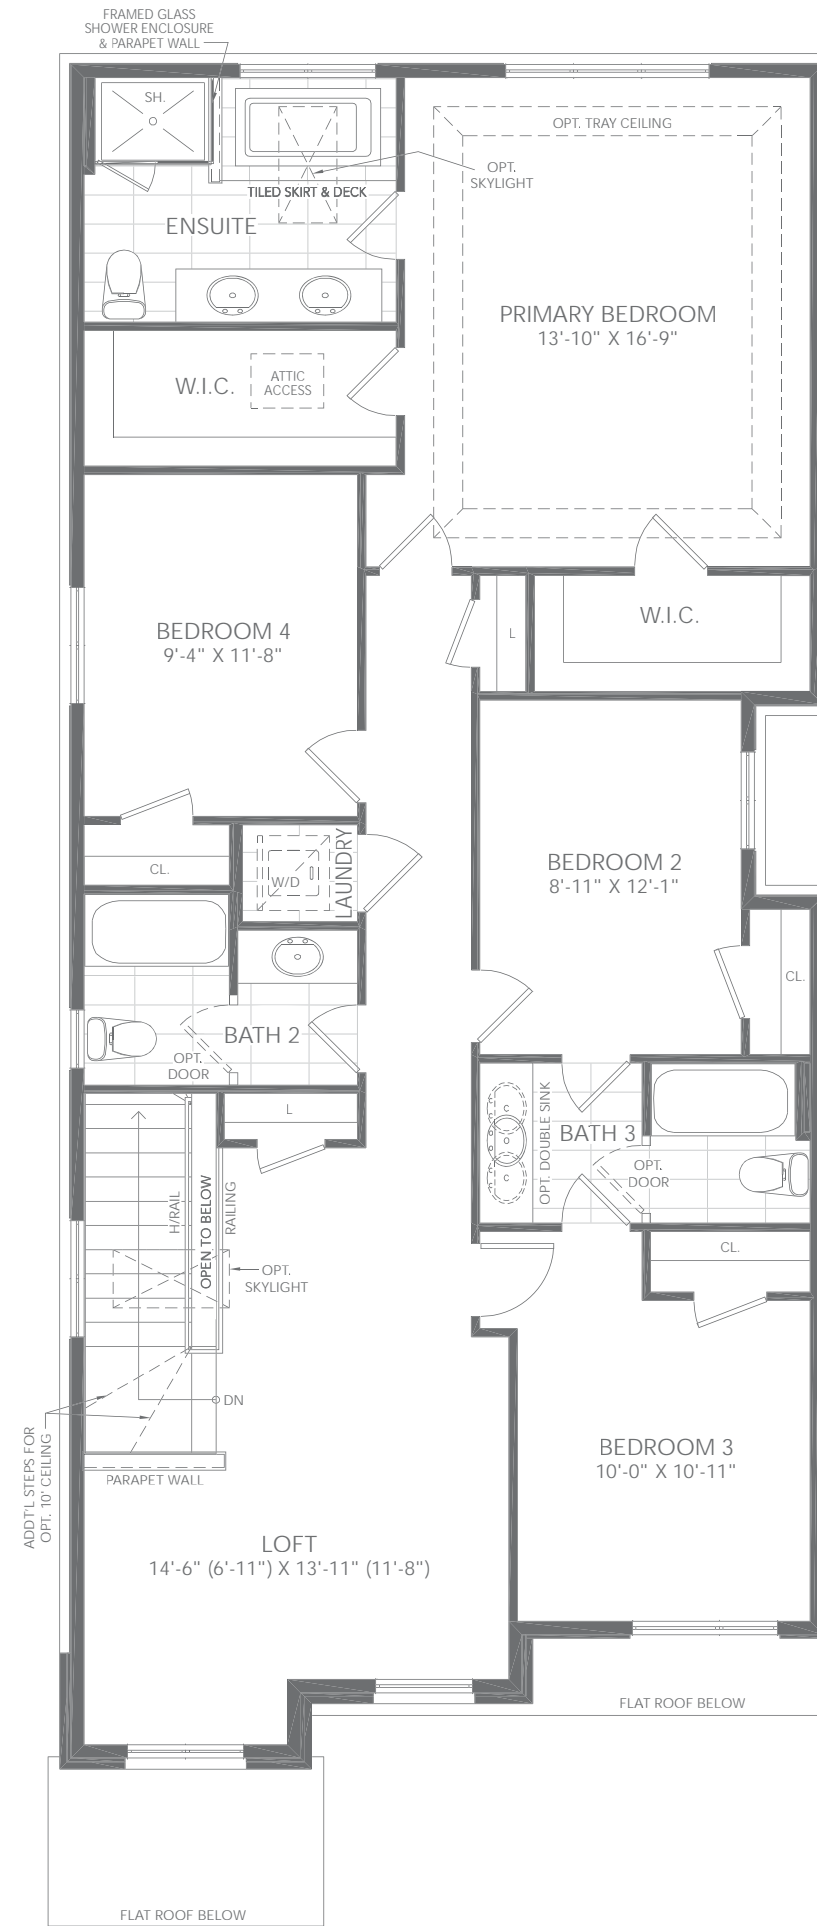 FRAMED GLASS
SHOWER ENCLOSURE
& PARAPET WALL
SH.
OPT. TRAY CEILING
OPT.
SKYLIGHT
TILED SKIRT & DECK
ENSUITE
PRIMARY BEDROOM
13'-10" X 16'-9"
W.I.C.
ATTIC
ACCESS
BEDROOM 4
9'-4" X 11'-8"
L
W.I.C.
CL.
W/D
LAUNDRY
BEDROOM 2
8'-11" X 12'-1"
CL.
BATH 2
OPT.
DOOR
L
OPT. DOUBLE SINK
BATH 3
OPT.
DOOR
H/RAIL
OPEN TO BELOW
RAILING
OPT.
SKYLIGHT
CL.
DN
ADDT'L STEPS FOR
OPT. 10' CEILING
PARAPET WALL
BEDROOM 3
10'-0" X 10'-11"
LOFT
14'-6" (6'-11") X 13'-11" (11'-8")
FLAT ROOF BELOW
FLAT ROOF BELOW